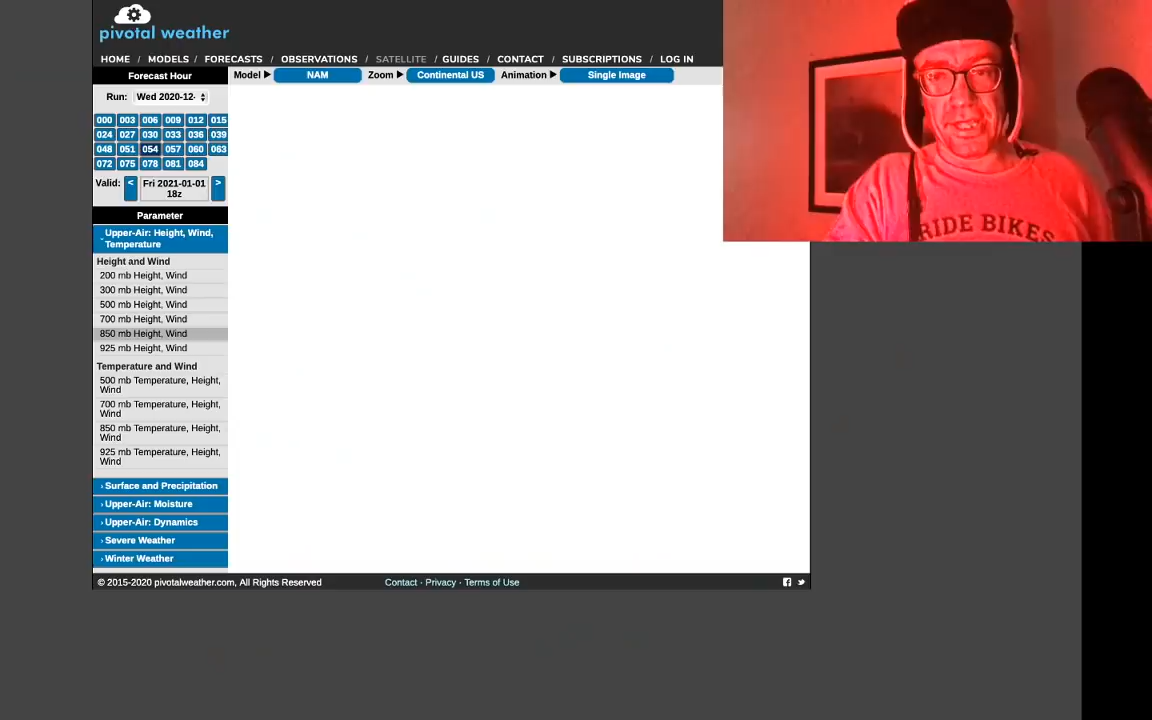 pivotal weather
HOME / MODELS / FORECASTS / OBSERVATIONS / SATELLITE / GUIDES / CONTACT / SUBSCRIPTIONS / LOG IN
Forecast Hour
Model NAM Zoom Continental US Animation Single Image
Run: Wed 2020-12-
000 003 006 009 012 015
024 027 030 033 036 039
048 051 054 057 060 063
072 075 078 081 084
Valid: < Fri 2021-01-01 >
18z
Parameter
Upper-Air: Height, Wind,
Temperature
Height and Wind
200 mb Height, Wind
300 mb Height, Wind
500 mb Height, Wind
700 mb Height, Wind
850 mb Height, Wind
925 mb Height, Wind
Temperature and Wind
500 mb Temperature, Height,
Wind
700 mb Temperature, Height,
Wind
850 mb Temperature, Height,
Wind
925 mb Temperature, Height,
Wind
› Surface and Precipitation
› Upper-Air: Moisture
› Upper-Air: Dynamics
› Severe Weather
› Winter Weather
© 2015-2020 pivotalweather.com, All Rights Reserved
Contact · Privacy · Terms of Use
RIDE BIKES